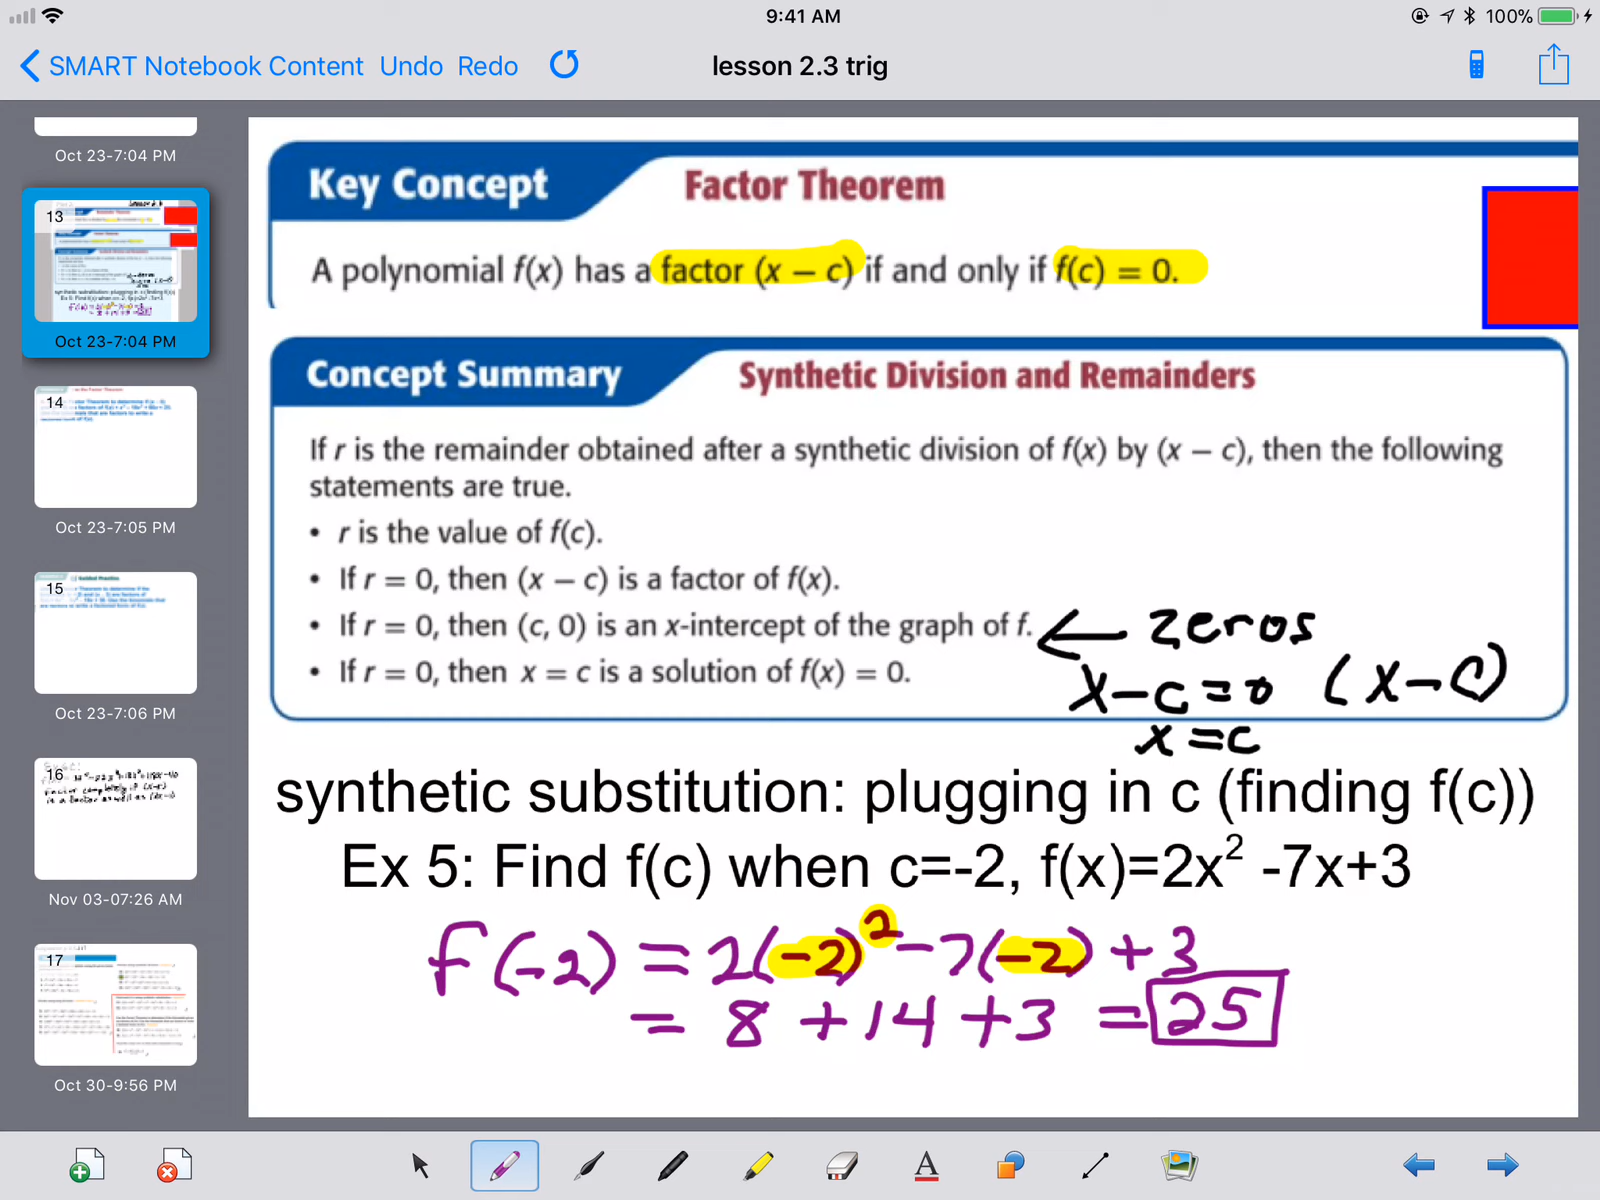 9:41 AM
100%
SMART Notebook Content Undo Redo
lesson 2.3 trig
Oct 23-7:04 PM
13
Oct 23-7:04 PM
14
Oct 23-7:05 PM
15
Oct 23-7:06 PM
16
Nov 03-07:26 AM
17
Oct 30-9:56 PM
Key Concept Factor Theorem
A polynomial f(x) has a factor (x – c) if and only if f(c) = 0.
Concept Summary Synthetic Division and Remainders
If r is the remainder obtained after a synthetic division of f(x) by (x – c), then the following
statements are true.
• r is the value of f(c).
• If r = 0, then (x – c) is a factor of f(x).
• If r = 0, then (c, 0) is an x-intercept of the graph of f. ← zeros
• If r = 0, then x = c is a solution of f(x) = 0.
x-c=0 (x-c)
x=c
synthetic substitution: plugging in c (finding f(c))
Ex 5: Find f(c) when c=-2, f(x)=2x² -7x+3
f(-2) = 2(-2)² -7(-2) +3
= 8 +14 +3 = 25
A